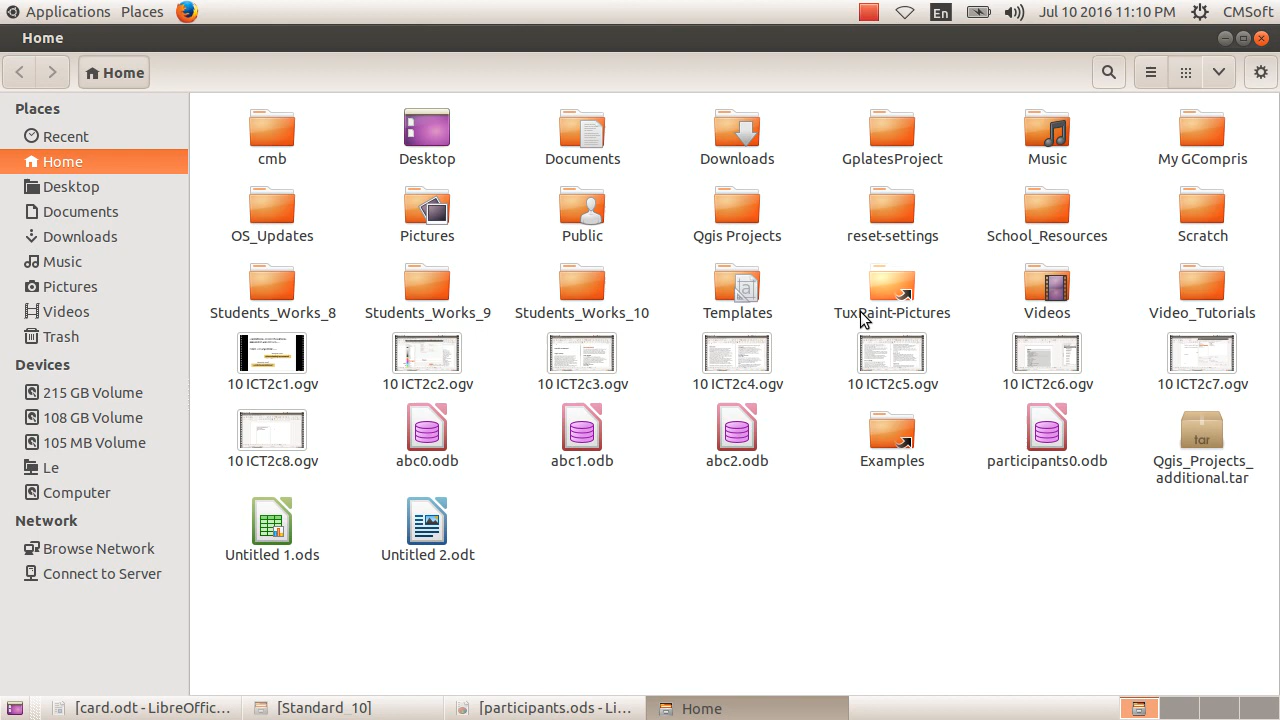 Applications Places En Jul 10 2016 11:10 PM CMSoft
Home
Home
Places
Recent
Home
Desktop
Documents
Downloads
Music
Pictures
Videos
Trash
Devices
215 GB Volume
108 GB Volume
105 MB Volume
Le
Computer
Network
Browse Network
Connect to Server
cmb Desktop Documents Downloads GplatesProject Music My GCompris
OS_Updates Pictures Public Qgis Projects reset-settings School_Resources Scratch
Students_Works_8 Students_Works_9 Students_Works_10 Templates TuxPaint-Pictures Videos Video_Tutorials
10 ICT2c1.ogv 10 ICT2c2.ogv 10 ICT2c3.ogv 10 ICT2c4.ogv 10 ICT2c5.ogv 10 ICT2c6.ogv 10 ICT2c7.ogv
tar
10 ICT2c8.ogv abc0.odb abc1.odb abc2.odb Examples participants0.odb Qgis_Projects_
additional.tar
Untitled 1.ods Untitled 2.odt
[card.odt - LibreOffic... [Standard_10] [participants.ods - Li... Home